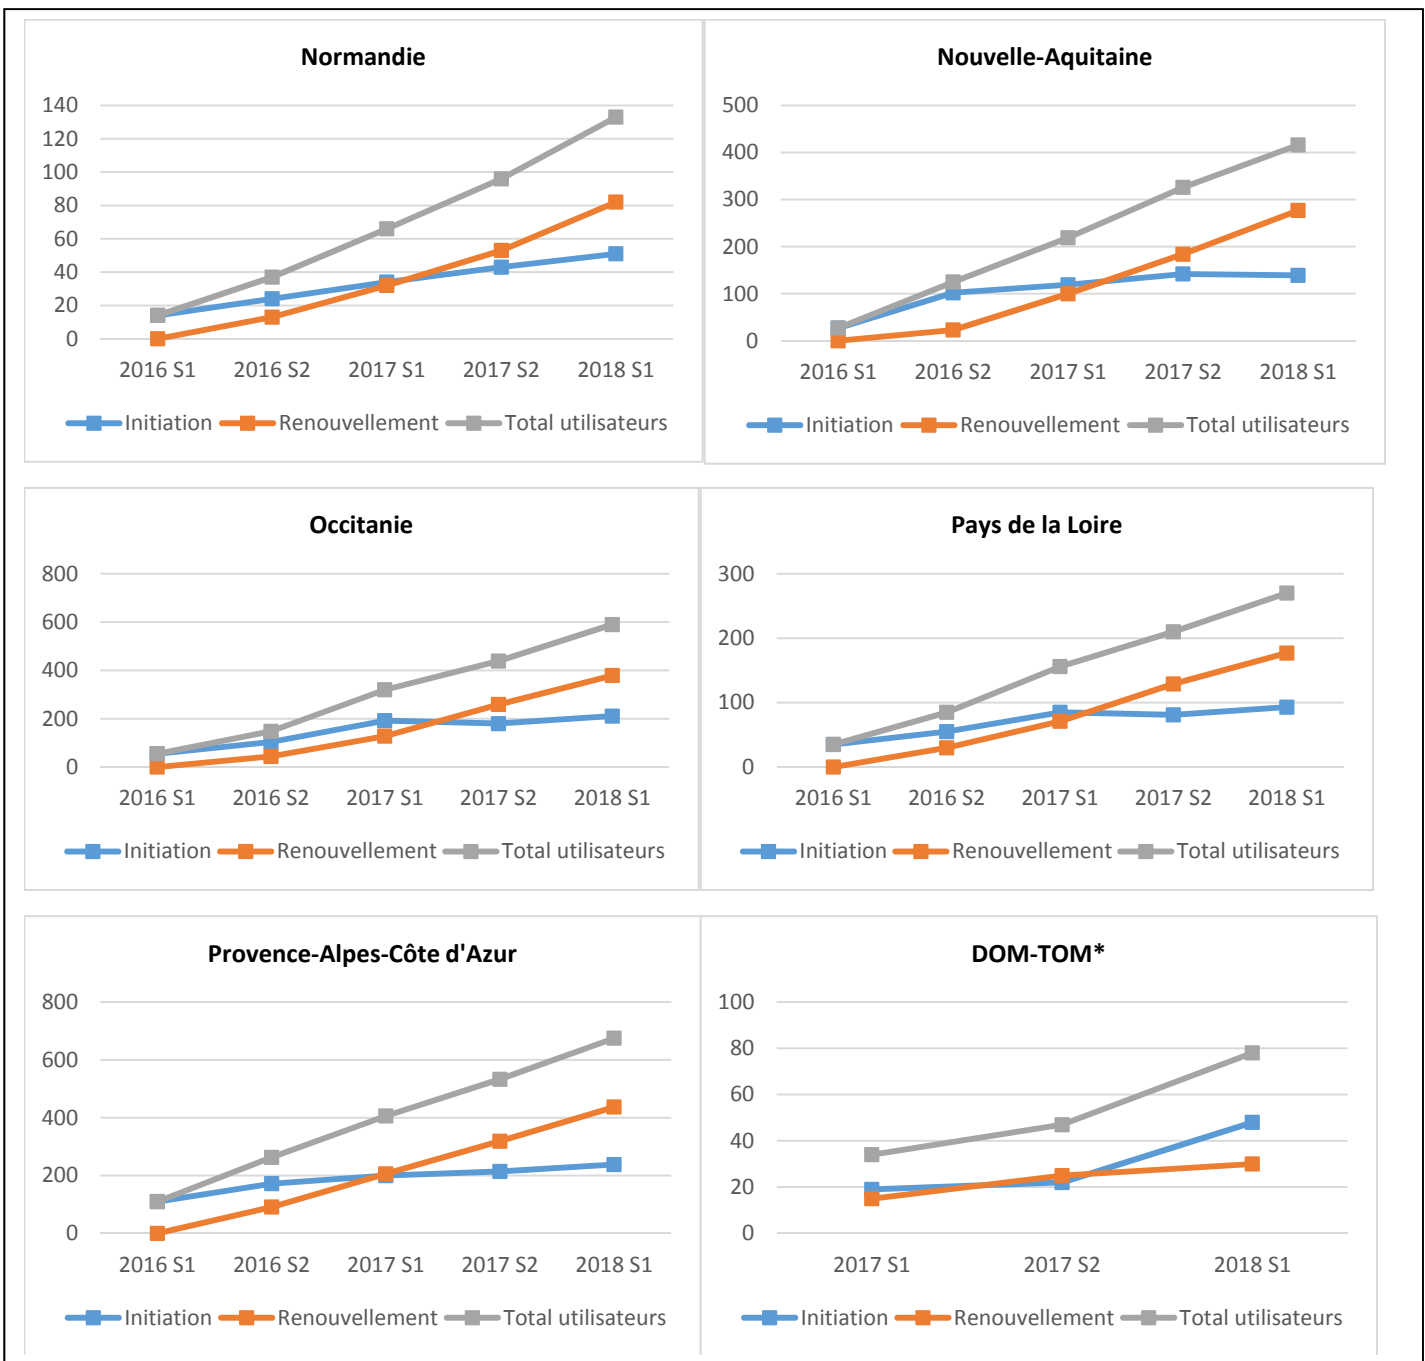 Normandie
140
120
100
80
60
40
20
0
2016 S1 2016 S2 2017 S1 2017 S2 2018 S1
Initiation Renouvellement Total utilisateurs
Nouvelle-Aquitaine
500
400
300
200
100
0
2016 S1 2016 S2 2017 S1 2017 S2 2018 S1
Initiation Renouvellement Total utilisateurs
Occitanie
800
600
400
200
0
2016 S1 2016 S2 2017 S1 2017 S2 2018 S1
Initiation Renouvellement Total utilisateurs
Pays de la Loire
300
200
100
0
2016 S1 2016 S2 2017 S1 2017 S2 2018 S1
Initiation Renouvellement Total utilisateurs
Provence-Alpes-Côte d'Azur
800
600
400
200
0
2016 S1 2016 S2 2017 S1 2017 S2 2018 S1
Initiation Renouvellement Total utilisateurs
DOM-TOM*
100
80
60
40
20
0
2017 S1 2017 S2 2018 S1
Initiation Renouvellement Total utilisateurs